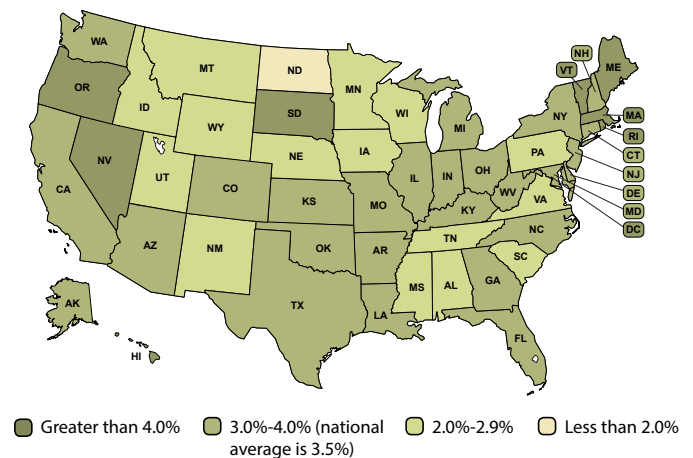 WA
NH
ME
VT
OR
MT
ND
MN
ID
SD
WI
NY
MA
MI
RI
WY
CT
PA
IA
NE
NJ
NV
OH
IN
IL
UT
DE
CO
WV
VA
CA
KS
MO
KY
MD
DC
NC
TN
AZ
NM
OK
AR
SC
MS
AL
GA
AK
TX
LA
FL
HI
Greater than 4.0%
3.0%-4.0% (national
average is 3.5%)
2.0%-2.9%
Less than 2.0%